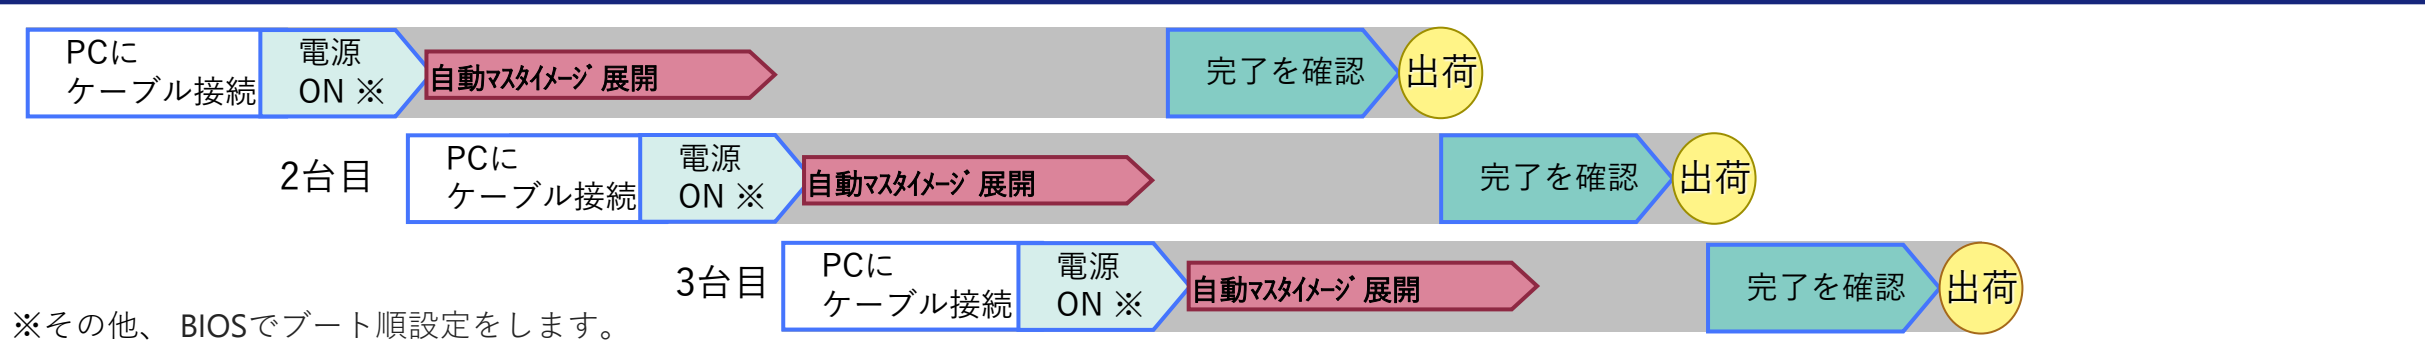 PCに
ケーブル接続
電源
ON ※
自動ﾏｽﾀｲﾒｰｼﾞ 展開
完了を確認
出荷
2台目
PCに
ケーブル接続
電源
ON ※
自動ﾏｽﾀｲﾒｰｼﾞ 展開
完了を確認
出荷
3台目
PCに
ケーブル接続
電源
ON ※
自動ﾏｽﾀｲﾒｰｼﾞ 展開
完了を確認
出荷
※その他、 BIOSでブート順設定をします。